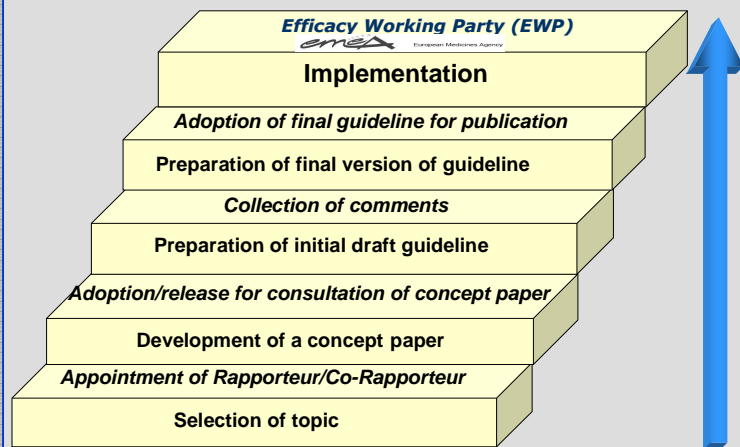 Efficacy Working Party (EWP)
emea European Medicines Agency
Implementation
Adoption of final guideline for publication
Preparation of final version of guideline
Collection of comments
Preparation of initial draft guideline
Adoption/release for consultation of concept paper
Development of a concept paper
Appointment of Rapporteur/Co-Rapporteur
Selection of topic